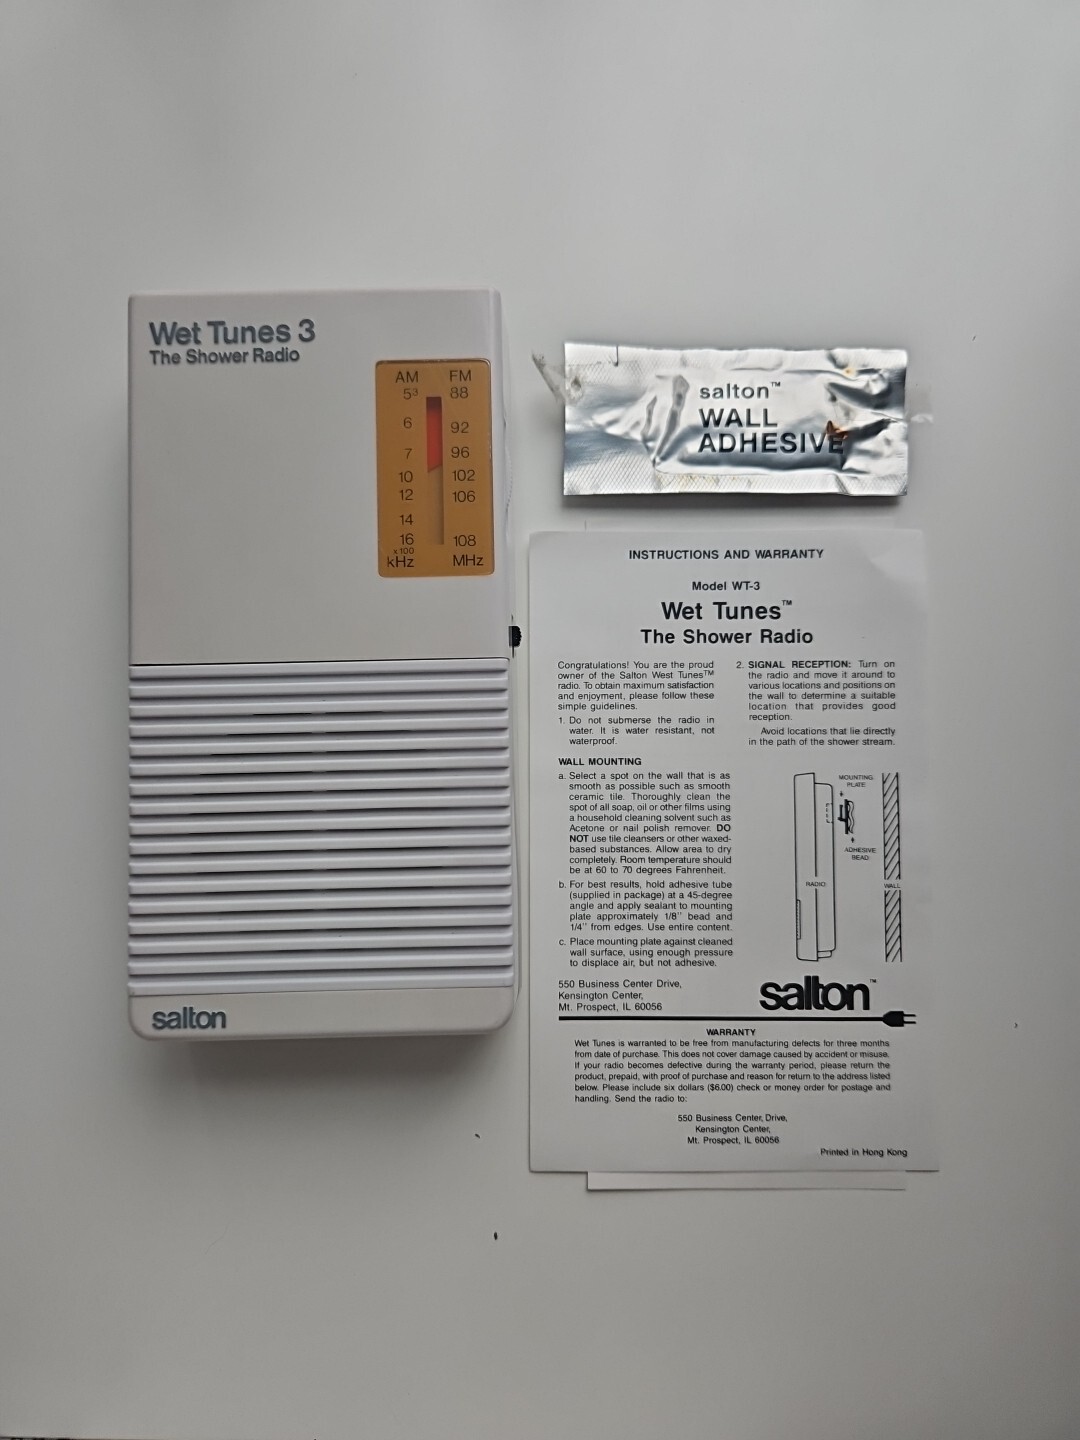 Wet Tunes 3
The Shower Radio
AM FM
5³ 88
6 92
7 96
10 102
12 106
14
16 108
x100
kHz MHz
salton
salton™
WALL
ADHESIVE
INSTRUCTIONS AND WARRANTY
Model WT-3
Wet Tunes™
The Shower Radio
Congratulations! You are the proud
owner of the Salton West Tunes™
radio. To obtain maximum satisfaction
and enjoyment, please follow these
simple guidelines.
1. Do not submerse the radio in
water. It is water resistant, not
waterproof.
2. SIGNAL RECEPTION: Turn on
the radio and move it around to
various locations and positions on
the wall to determine a suitable
location that provides good
reception.
Avoid locations that lie directly
in the path of the shower stream.
WALL MOUNTING
a. Select a spot on the wall that is as
smooth as possible such as smooth
ceramic tile. Thoroughly clean the
spot of all soap, oil or other films using
a household cleaning solvent such as
Acetone or nail polish remover. DO
NOT use tile cleansers or other waxed-
based substances. Allow area to dry
completely. Room temperature should
be at 60 to 70 degrees Fahrenheit.
b. For best results, hold adhesive tube
(supplied in package) at a 45-degree
angle and apply sealant to mounting
plate approximately 1/8" bead and
1/4" from edges. Use entire content.
c. Place mounting plate against cleaned
wall surface, using enough pressure
to displace air, but not adhesive.
MOUNTING
PLATE
ADHESIVE
BEAD
RADIO
WALL
550 Business Center Drive,
Kensington Center,
Mt. Prospect, IL 60056
salton™
WARRANTY
Wet Tunes is warranted to be free from manufacturing defects for three months
from date of purchase. This does not cover damage caused by accident or misuse.
If your radio becomes defective during the warranty period, please return the
product, prepaid, with proof of purchase and reason for return to the address listed
below. Please include six dollars ($6.00) check or money order for postage and
handling. Send the radio to:
550 Business Center, Drive,
Kensington Center,
Mt. Prospect, IL 60056
Printed in Hong Kong